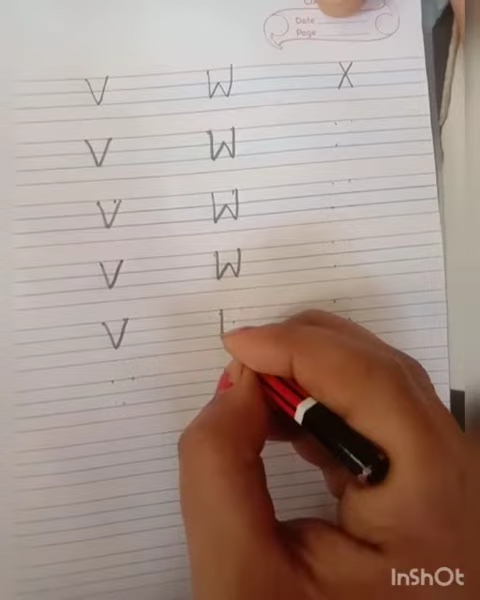 Date
Page
V W X
V W
V W
V W
V
InShOt